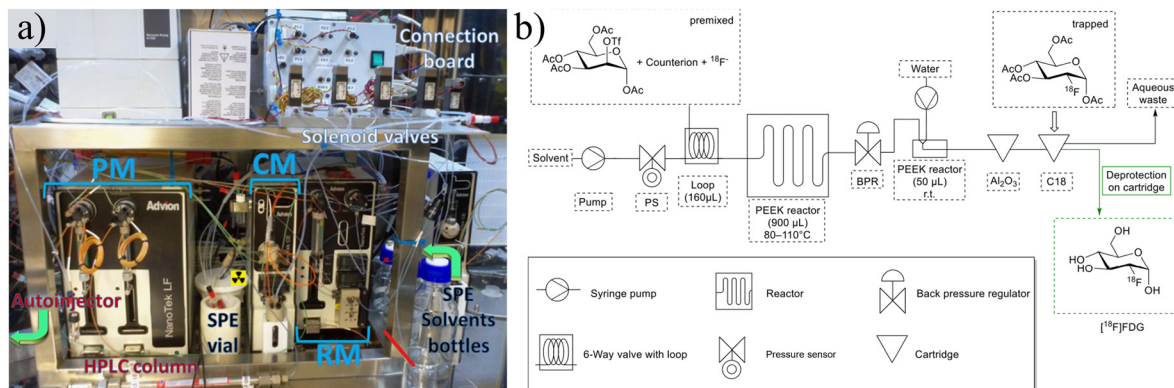 a)
Connection
board
Solenoid valves
PM
CM
Advion
Advion
NanoTek LF
Autoinjector
SPE
vial
SPE
Solvents
bottles
HPLC column
RM
b)
premixed
AcO
OAc
OTf
AcO
AcO
OAc
+ Counterion + ¹⁸F⁻
trapped
OAc
AcO
AcO
¹⁸F
OAc
Water
Aqueous
waste
Solvent
Pump
PS
Loop
(160µL)
PEEK reactor
(900 µL)
80–110°C
BPR
PEEK reactor
(50 µL)
r.t.
Al₂O₃
C18
Deprotection
on cartridge
OH
HO
HO
¹⁸F
OH
[¹⁸F]FDG
Syringe pump
Reactor
Back pressure regulator
6-Way valve with loop
Pressure sensor
Cartridge